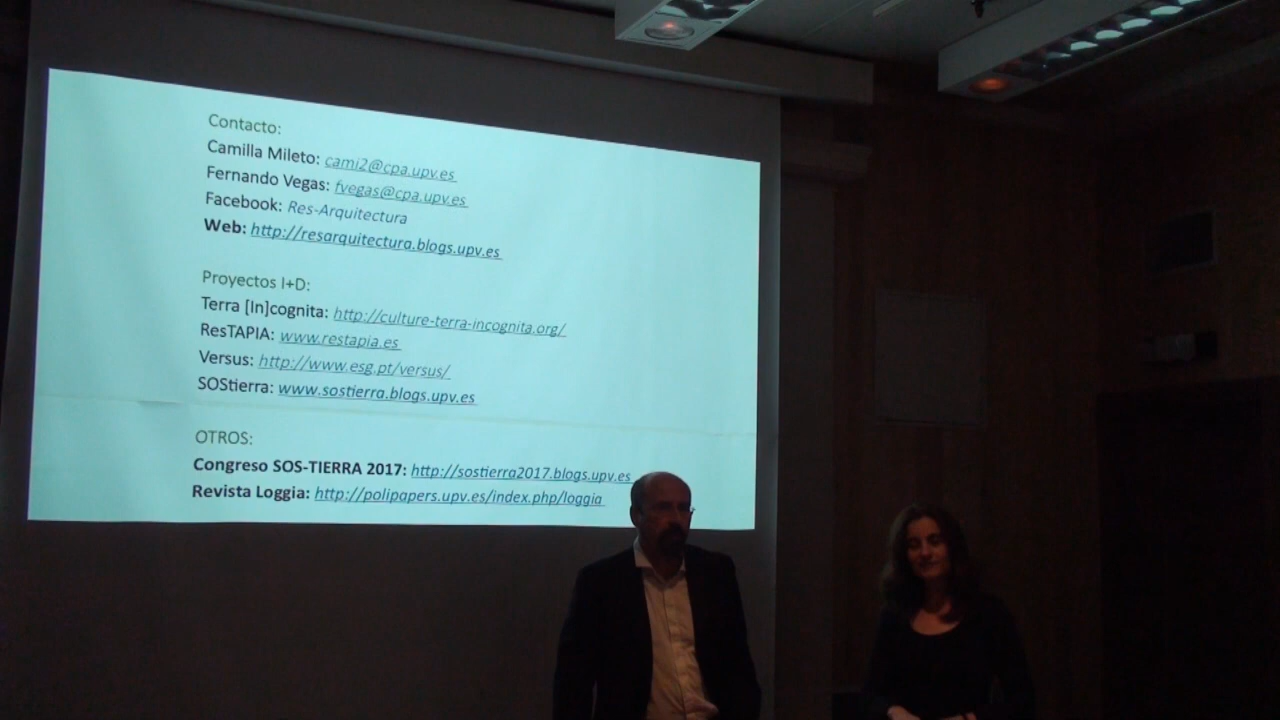 Contacto:
Camilla Mileto: cami2@cpa.upv.es
Fernando Vegas: fvegas@cpa.upv.es
Facebook: Res-Arquitectura
Web: http://resarquitectura.blogs.upv.es
Proyectos I+D:
Terra [In]cognita: http://culture-terra-incognita.org/
ResTAPIA: www.restapia.es
Versus: http://www.esg.pt/versus/
SOStierra: www.sostierra.blogs.upv.es
OTROS:
Congreso SOS-TIERRA 2017: http://sostierra2017.blogs.upv.es
Revista Loggia: http://polipapers.upv.es/index.php/loggia